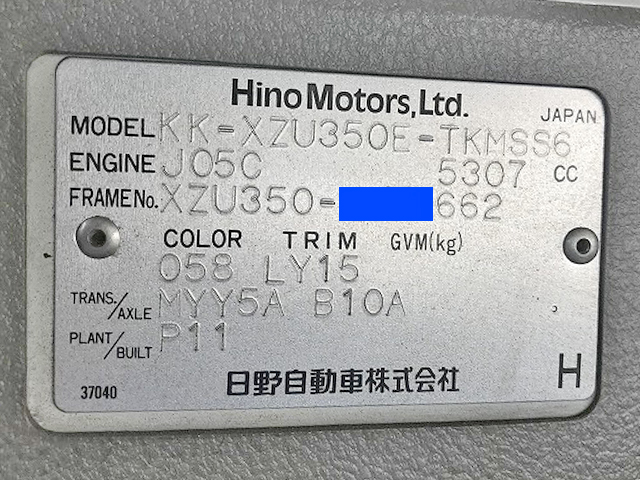 Hino Motors, Ltd.
JAPAN
MODEL KK-XZU350E-TKMSS6
ENGINE J05C 5307 CC
FRAME No. XZU350- 662
COLOR TRIM GVM(kg)
058 LY15
TRANS./AXLE MYY5A B10A
PLANT/BUILT P11
37040 日野自動車株式会社 H